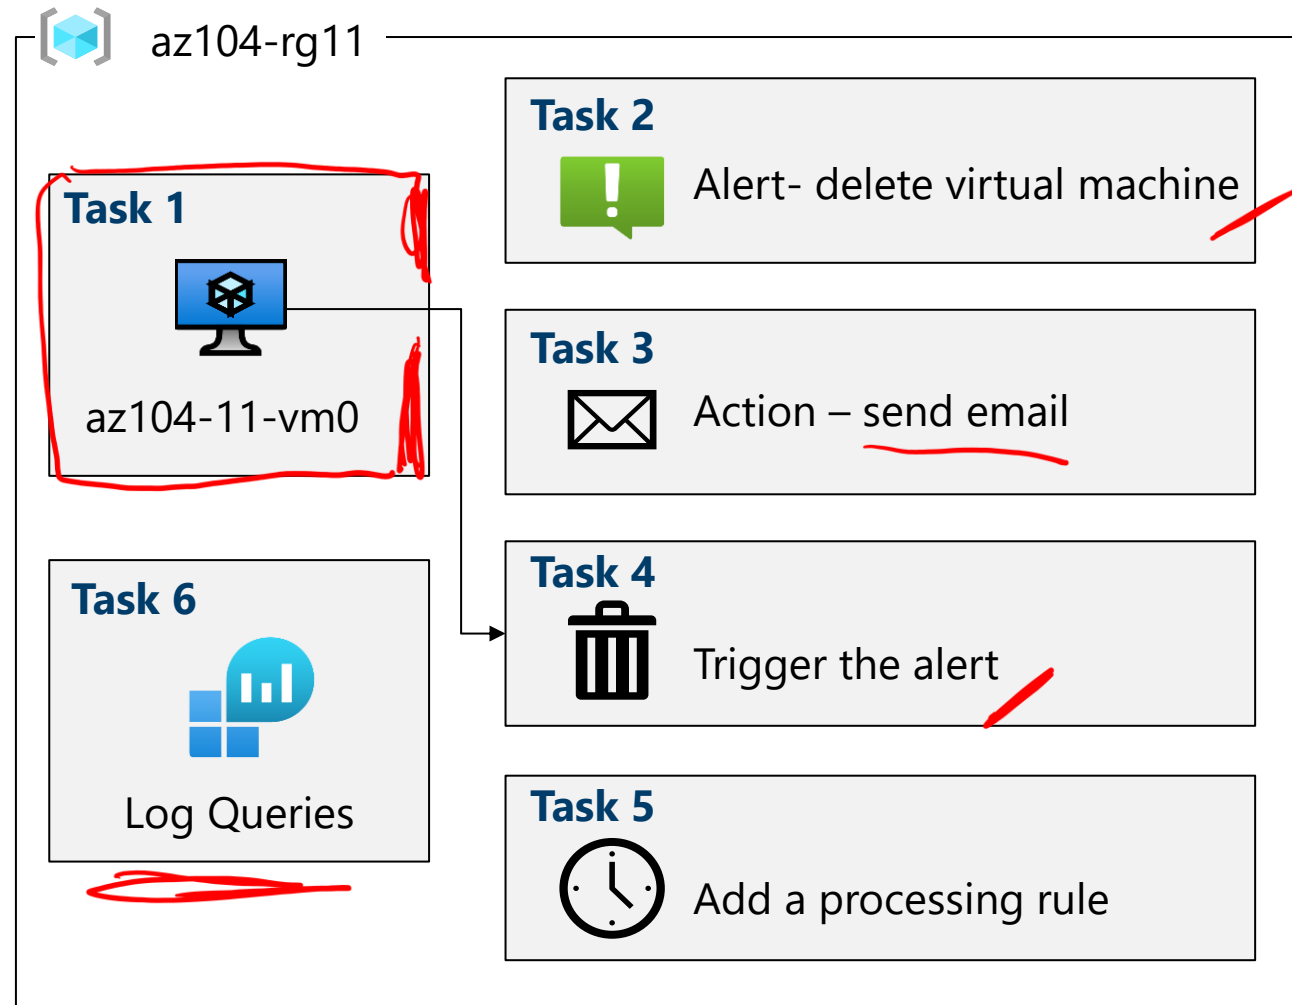 az104-rg11
Task 1
az104-11-vm0
Task 2
Alert- delete virtual machine
Task 3
Action – send email
Task 4
Trigger the alert
Task 5
Add a processing rule
Task 6
Log Queries